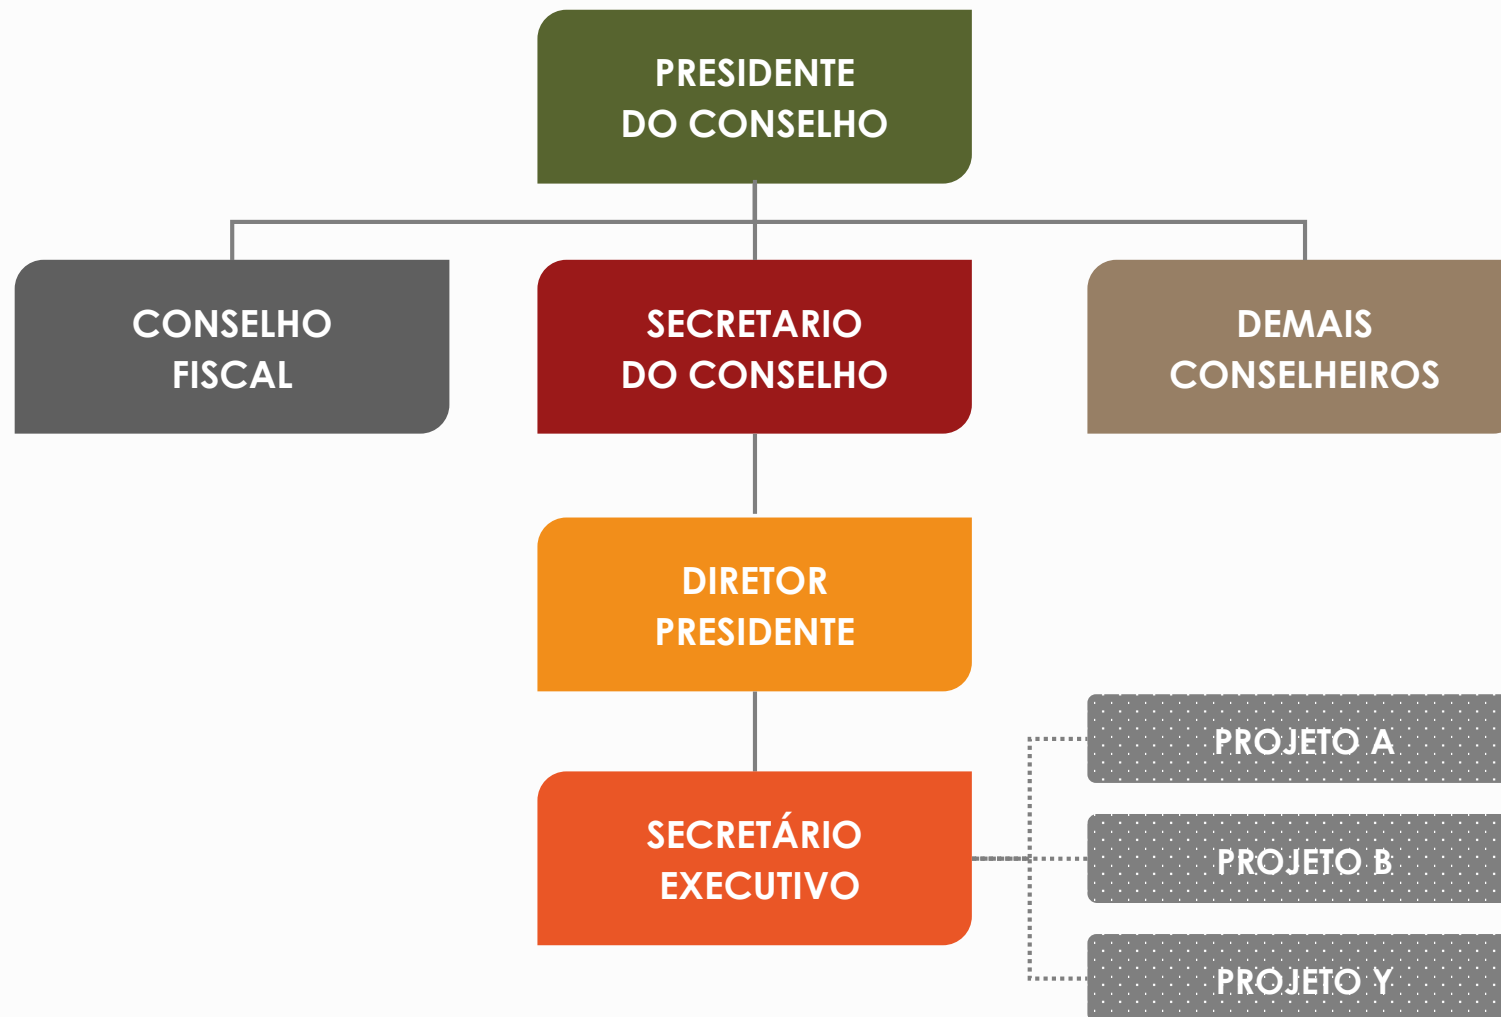 PRESIDENTE
DO CONSELHO
CONSELHO
FISCAL
SECRETARIO
DO CONSELHO
DEMAIS
CONSELHEIROS
DIRETOR
PRESIDENTE
SECRETÁRIO
EXECUTIVO
PROJETO A
PROJETO B
PROJETO Y